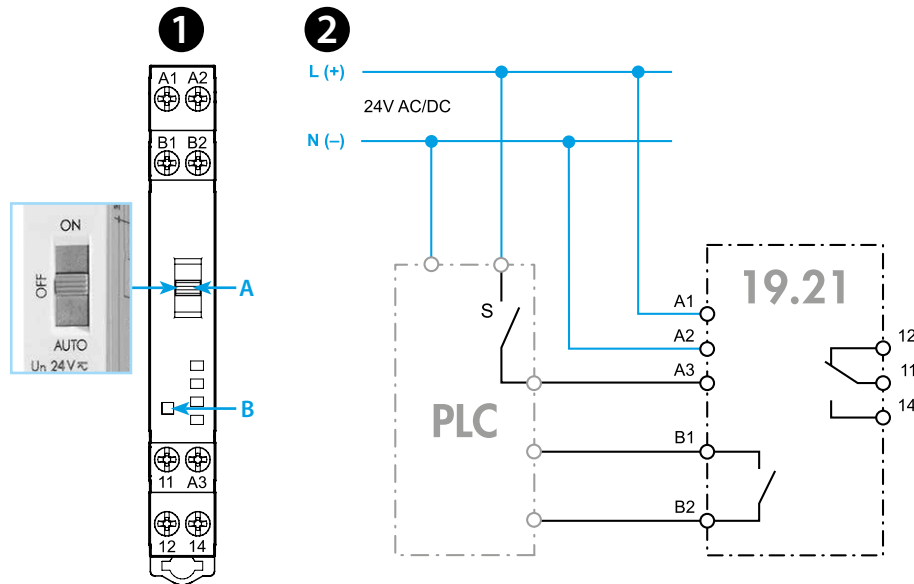 1
A1 A2
B1 B2
ON
OFF
AUTO
Un 24V
A
B
11 A3
12 14
2
L (+)
24V AC/DC
N (–)
S
PLC
19.21
A1
A2
A3
B1
B2
12
11
14